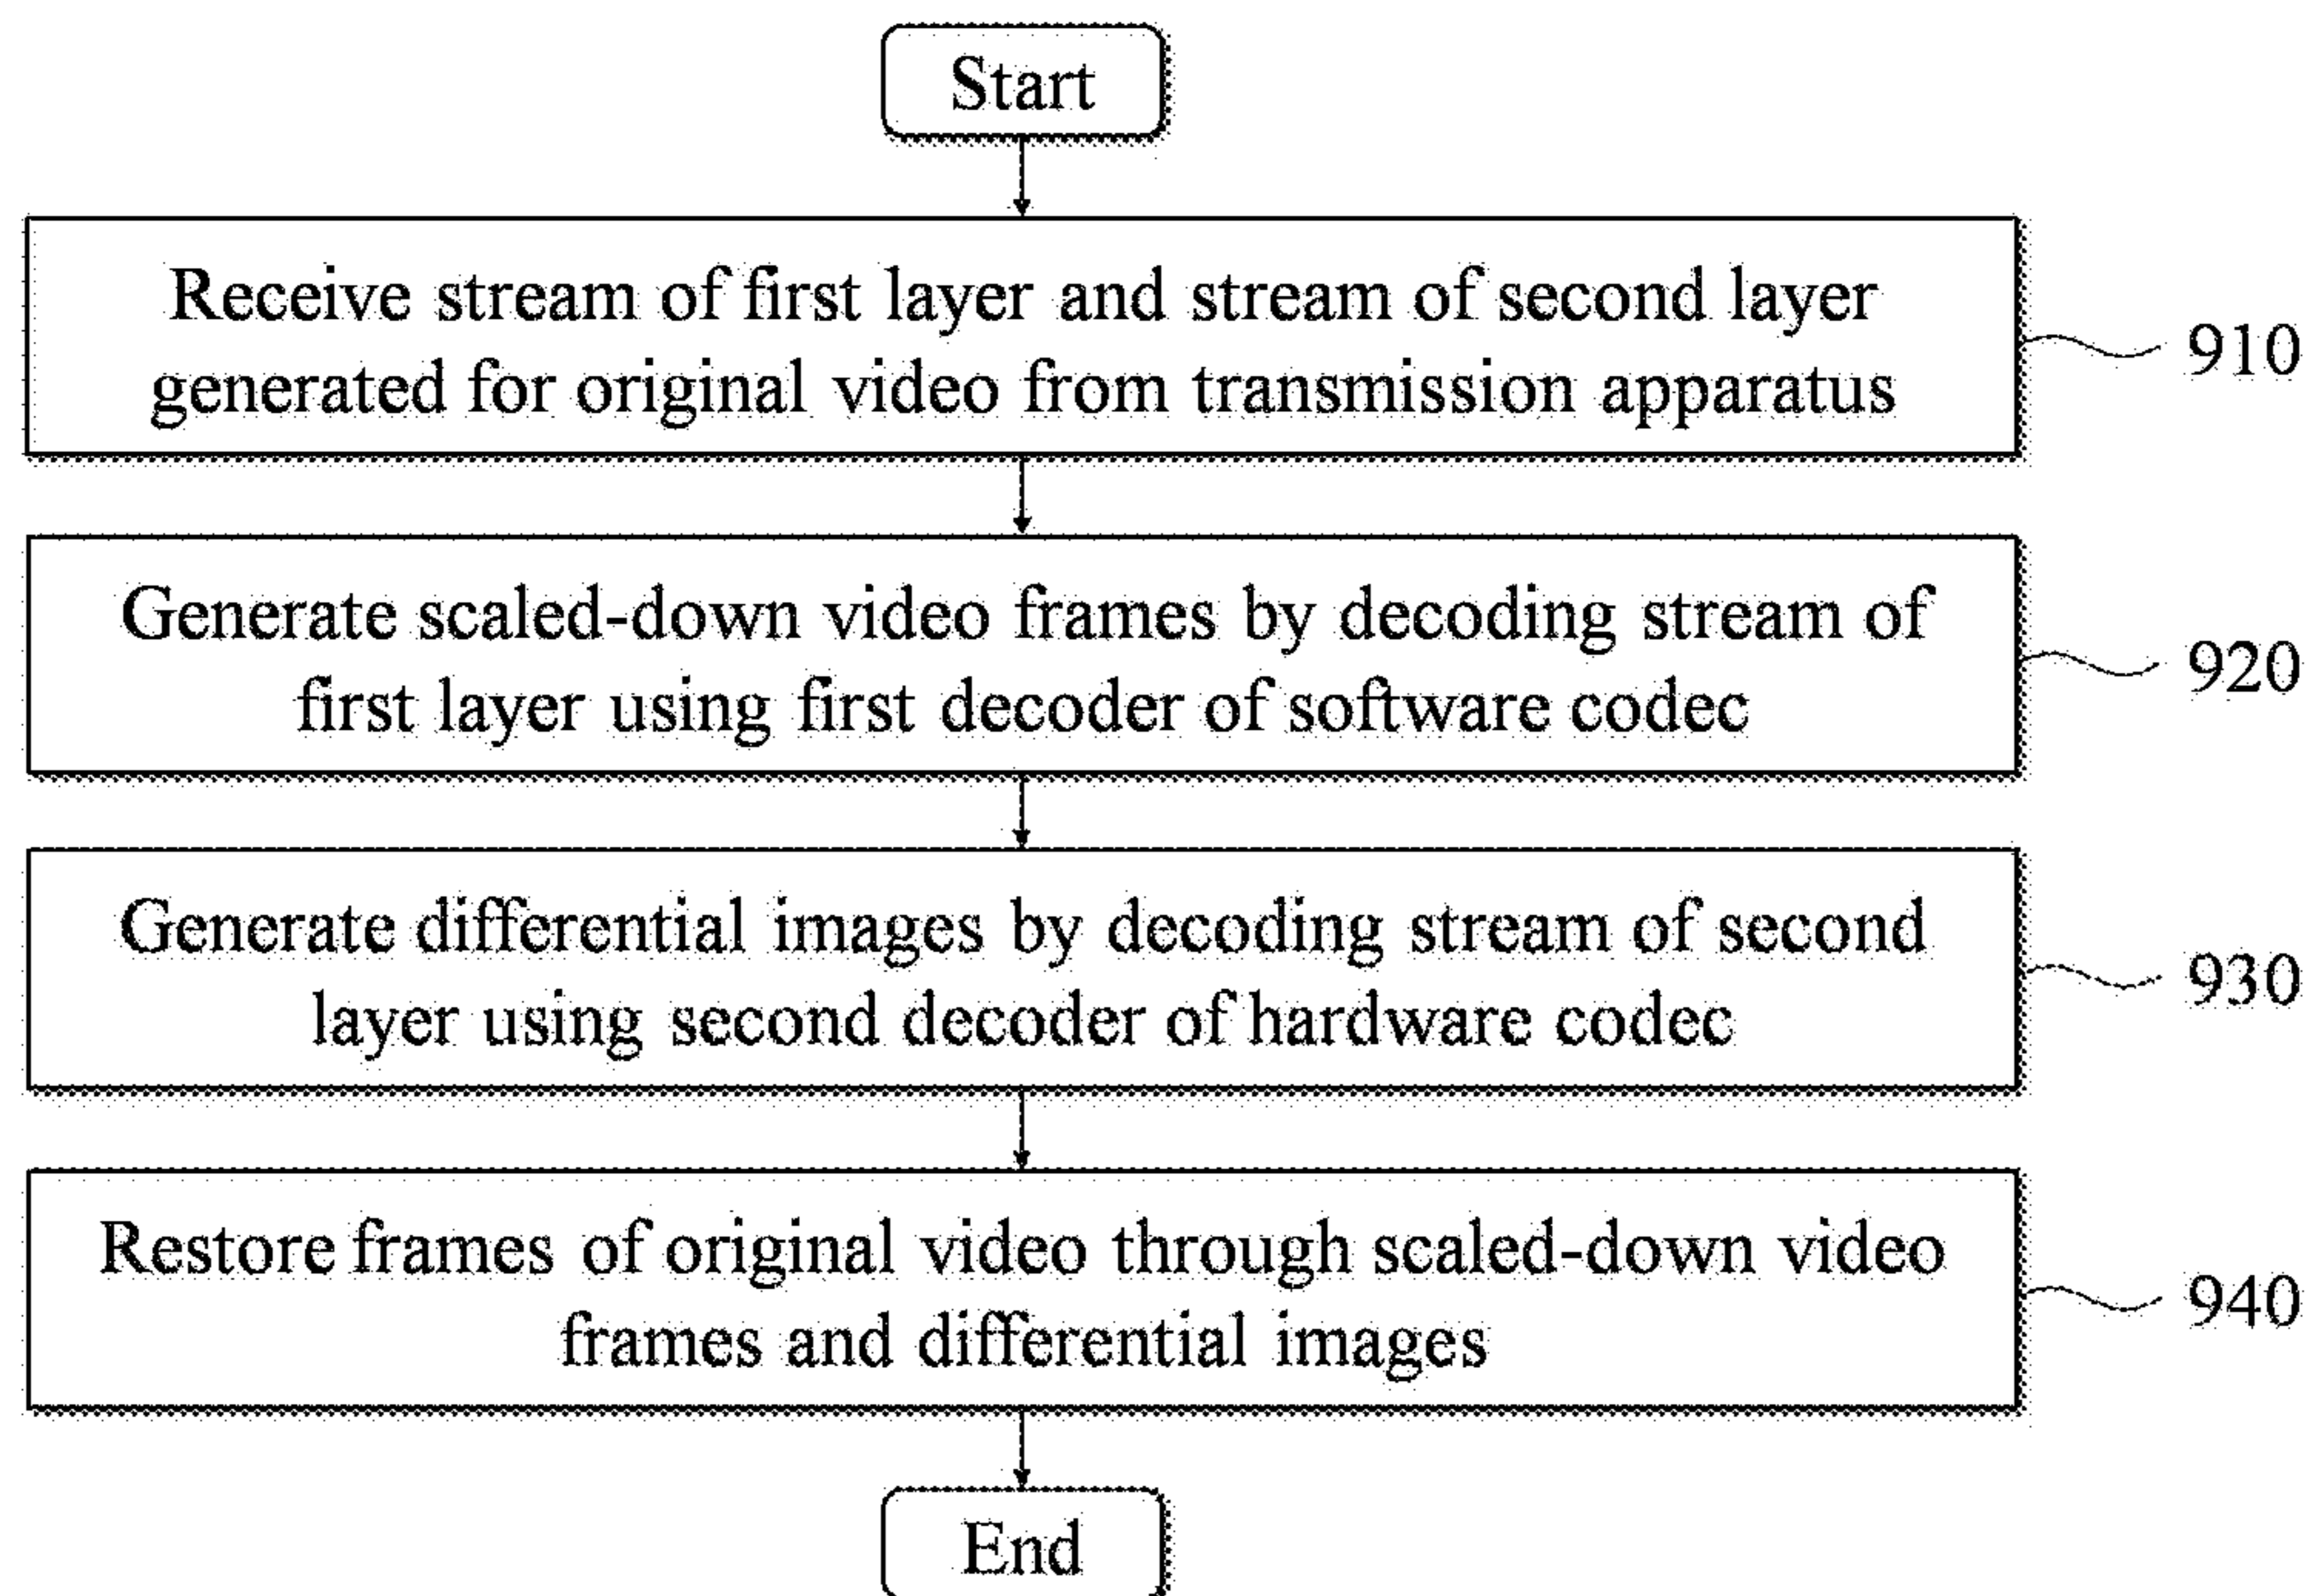 Start
Receive stream of first layer and stream of second layer
generated for original video from transmission apparatus
910
Generate scaled-down video frames by decoding stream of
first layer using first decoder of software codec
920
Generate differential images by decoding stream of second
layer using second decoder of hardware codec
930
Restore frames of original video through scaled-down video
frames and differential images
940
End